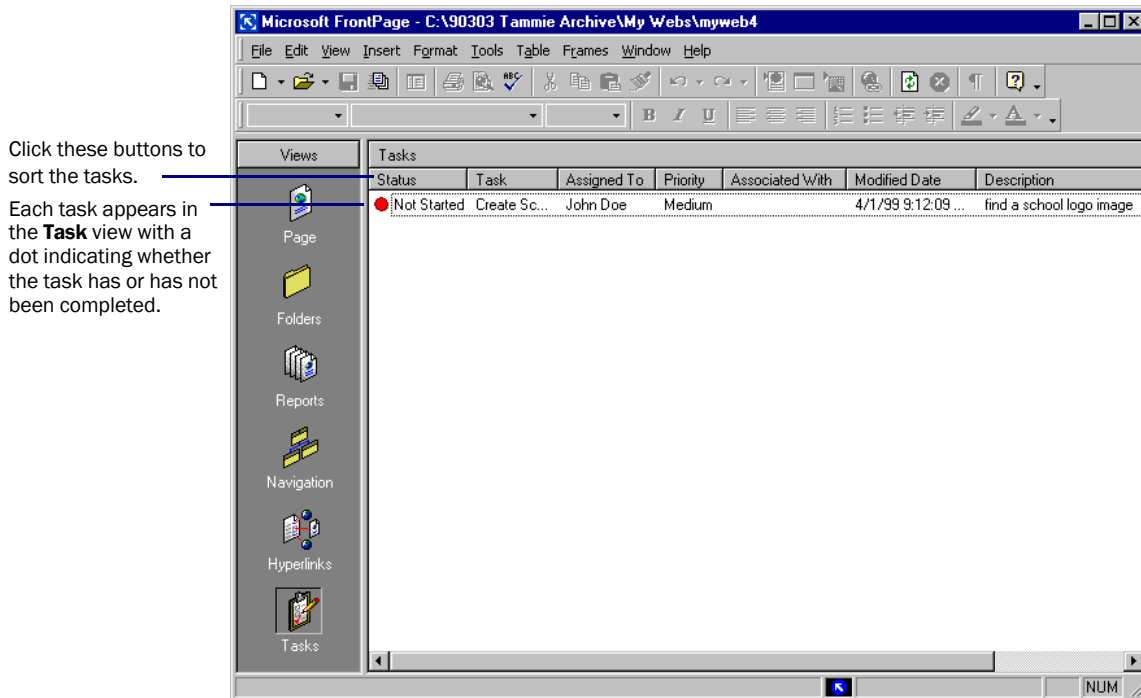 Microsoft FrontPage - C:\90303 Tammie Archive\My Webs\myweb4
File Edit View Insert Format Tools Table Frames Window Help
ABC
?
B I U A
Click these buttons to
sort the tasks.
Each task appears in
the Task view with a
dot indicating whether
the task has or has not
been completed.
Views
Page
Folders
Reports
Navigation
Hyperlinks
Tasks
Tasks
Status Task Assigned To Priority Associated With Modified Date Description
Not Started Create Sc... John Doe Medium 4/1/99 9:12:09 ... find a school logo image
NUM